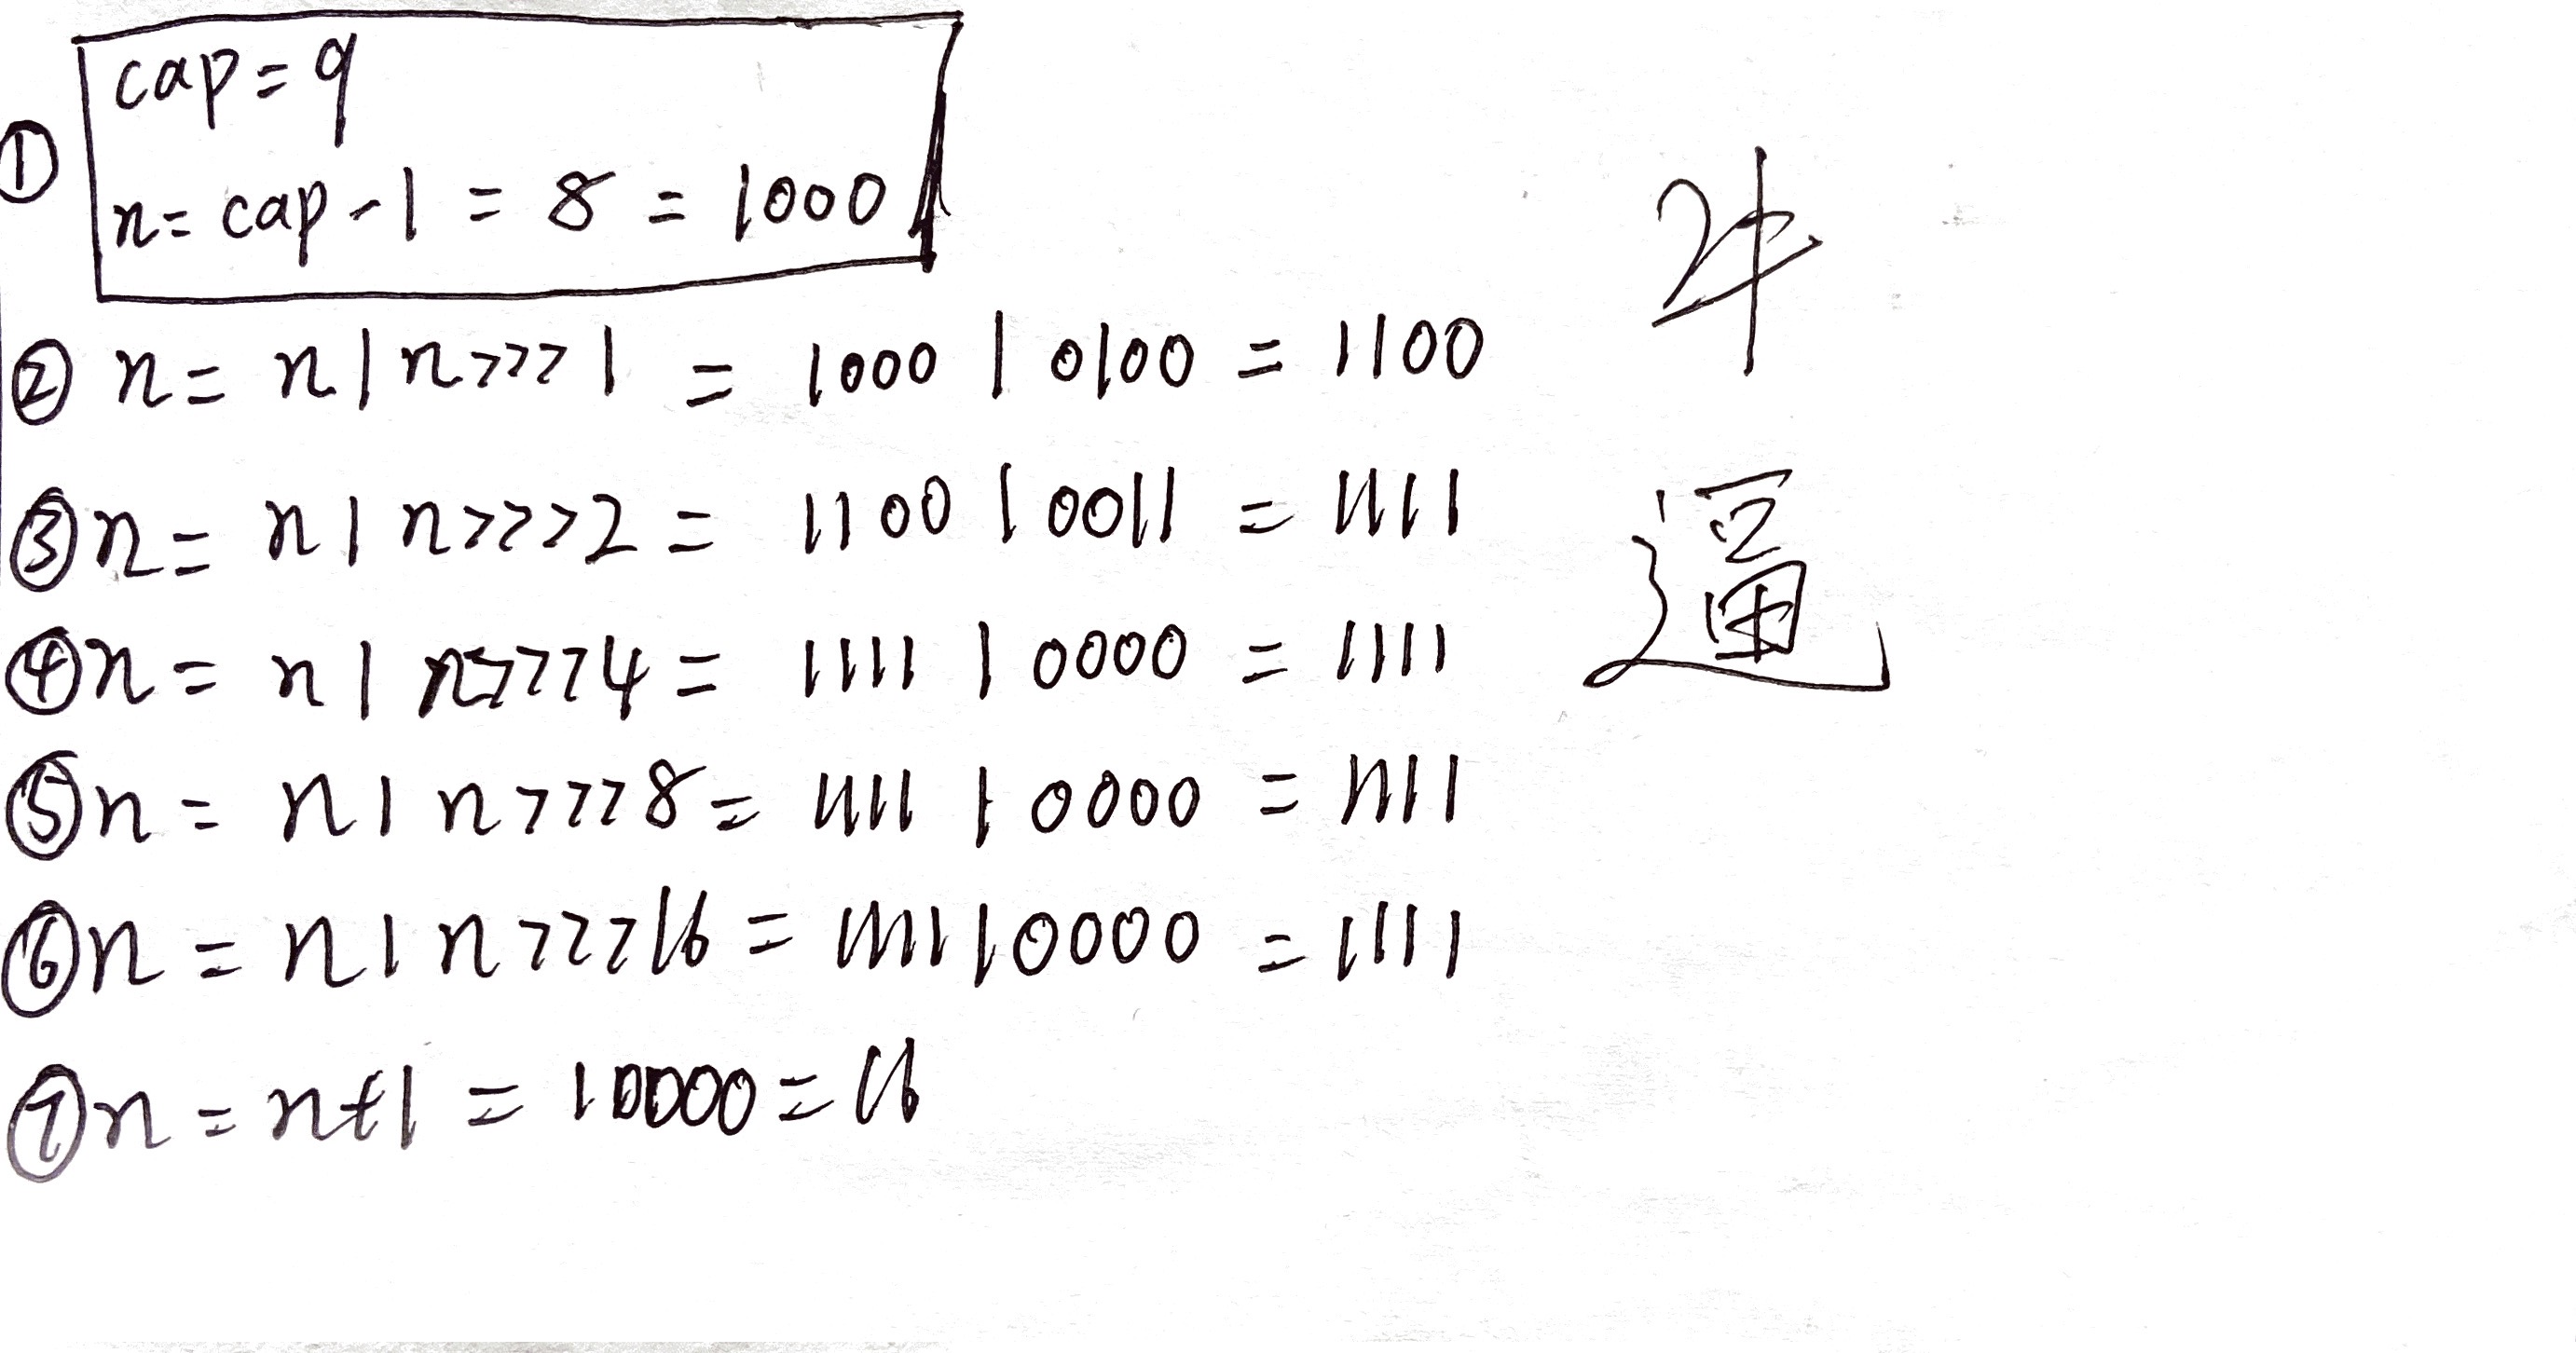 cap = 9
① n = cap - 1 = 8 = 1000
② n = n | n >>> 1 = 1000 | 0100 = 1100
③ n = n | n >>> 2 = 1100 | 0011 = 1111
④ n = n | n >>> 4 = 1111 | 0000 = 1111
⑤ n = n | n >>> 8 = 1111 | 0000 = 1111
⑥ n = n | n >>> 16 = 1111 | 0000 = 1111
⑦ n = n+1 = 10000 = 16
牛
逼